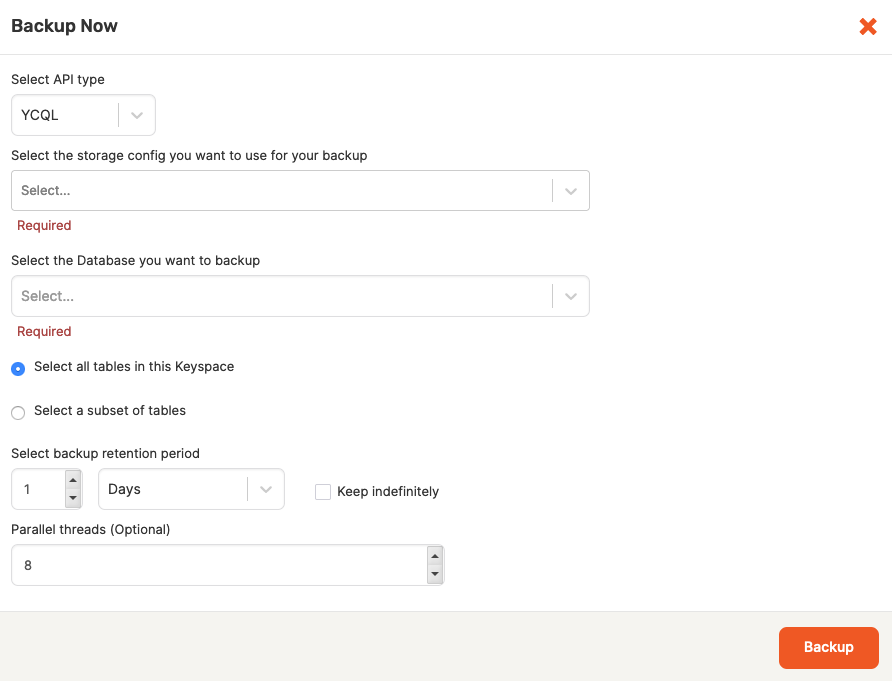 Backup Now
Select API type
YCQL
Select the storage config you want to use for your backup
Select...
Required
Select the Database you want to backup
Select...
Required
Select all tables in this Keyspace
Select a subset of tables
Select backup retention period
1 Days Keep indefinitely
Parallel threads (Optional)
8
Backup